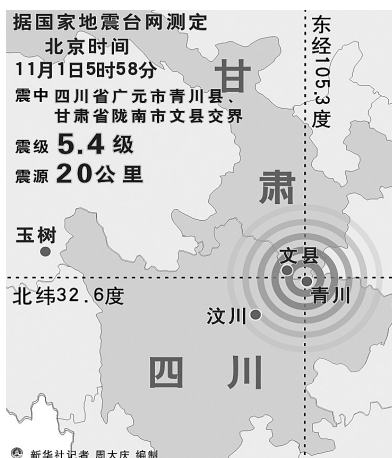 据国家地震台网测定
北京时间
11月1日5时58分
震中 四川省广元市青川县、
甘肃省陇南市文县交界
震级 5.4 级
震源 20公里
东经105.3度
甘
肃
玉树
文县
北纬32.6度
青川
汶川
四川
新华社记者 周大庆 编制